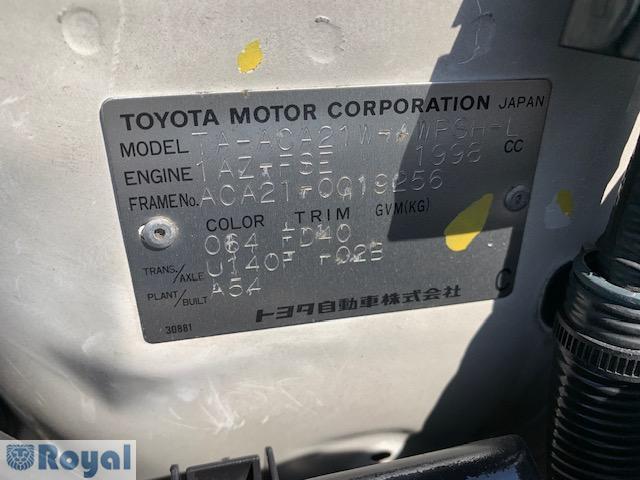 TOYOTA MOTOR CORPORATION JAPAN
MODEL TA-ACA21W-AWPSH-L
ENGINE 1AZ-FSE 1998 CC
FRAME No. ACA21-0019256
COLOR TRIM GVM(KG)
064 FD40
TRANS./AXLE U140F -02B
PLANT/BUILT A54
C
30881 トヨタ自動車株式会社
Royal